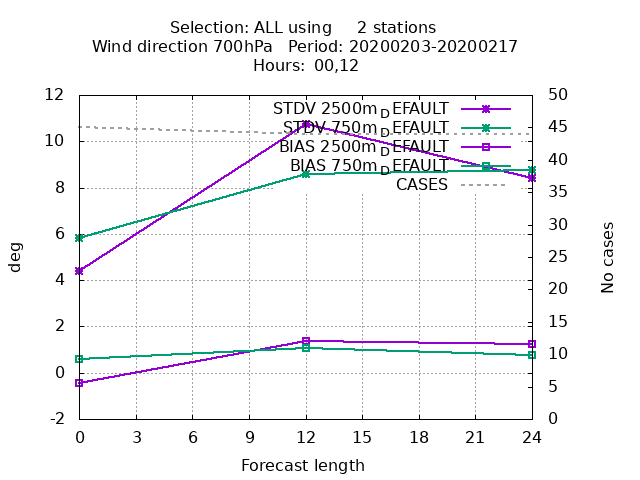 Selection: ALL using 2 stations
Wind direction 700hPa Period: 20200203-20200217
Hours: 00,12
12
10
8
6
4
2
0
-2
deg
STDV 2500m_DEFAULT
STDV 750m_DEFAULT
BIAS 2500m_DEFAULT
BIAS 750m_DEFAULT
CASES
50
45
40
35
30
25
20
15
10
5
0
No cases
0 3 6 9 12 15 18 21 24
Forecast length